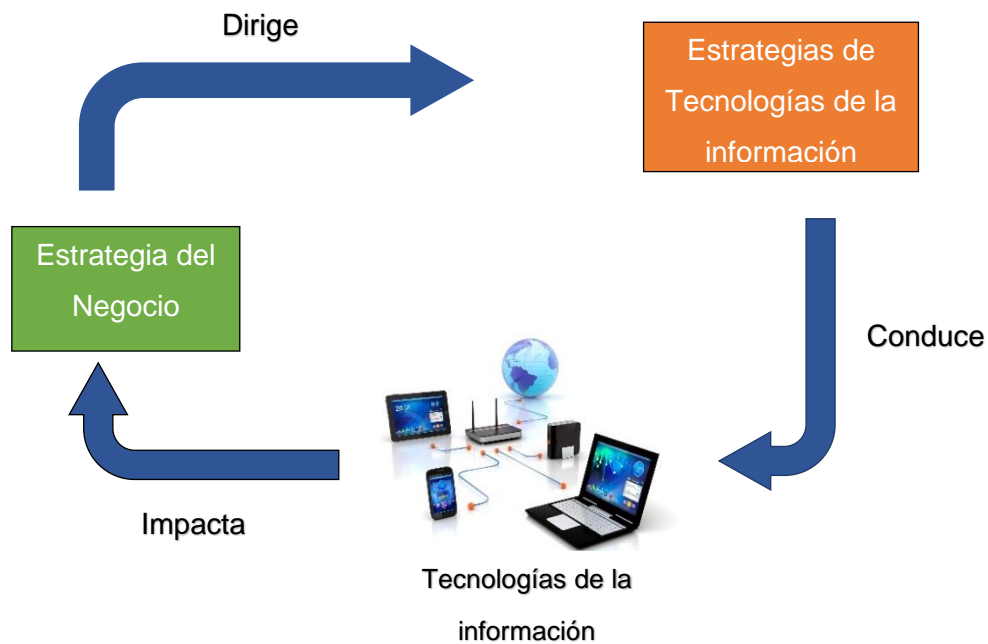 Dirige
Estrategias de
Tecnologías de la
información
Estrategia del
Negocio
Conduce
Impacta
Tecnologías de la
información